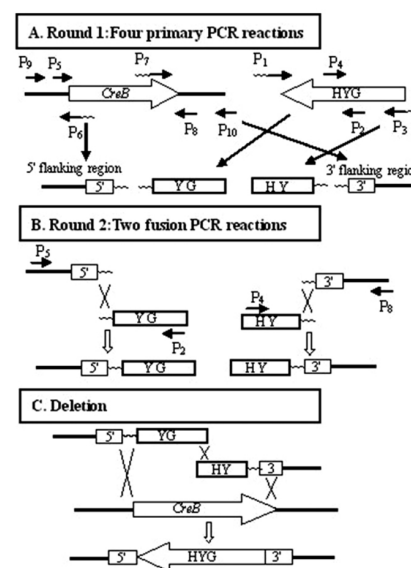 A. Round 1:Four primary PCR reactions
P9 P5 P7 P1 P4
CreB HYG
P6 P8 P10 P2 P3
5' flanking region 3' flanking region
5' YG HY 3'
B. Round 2:Two fusion PCR reactions
P5
5' 3'
P4 P8
YG HY
P2
5' YG HY 3'
C. Deletion
5' YG
HY 3
CreB
5' HYG 3'